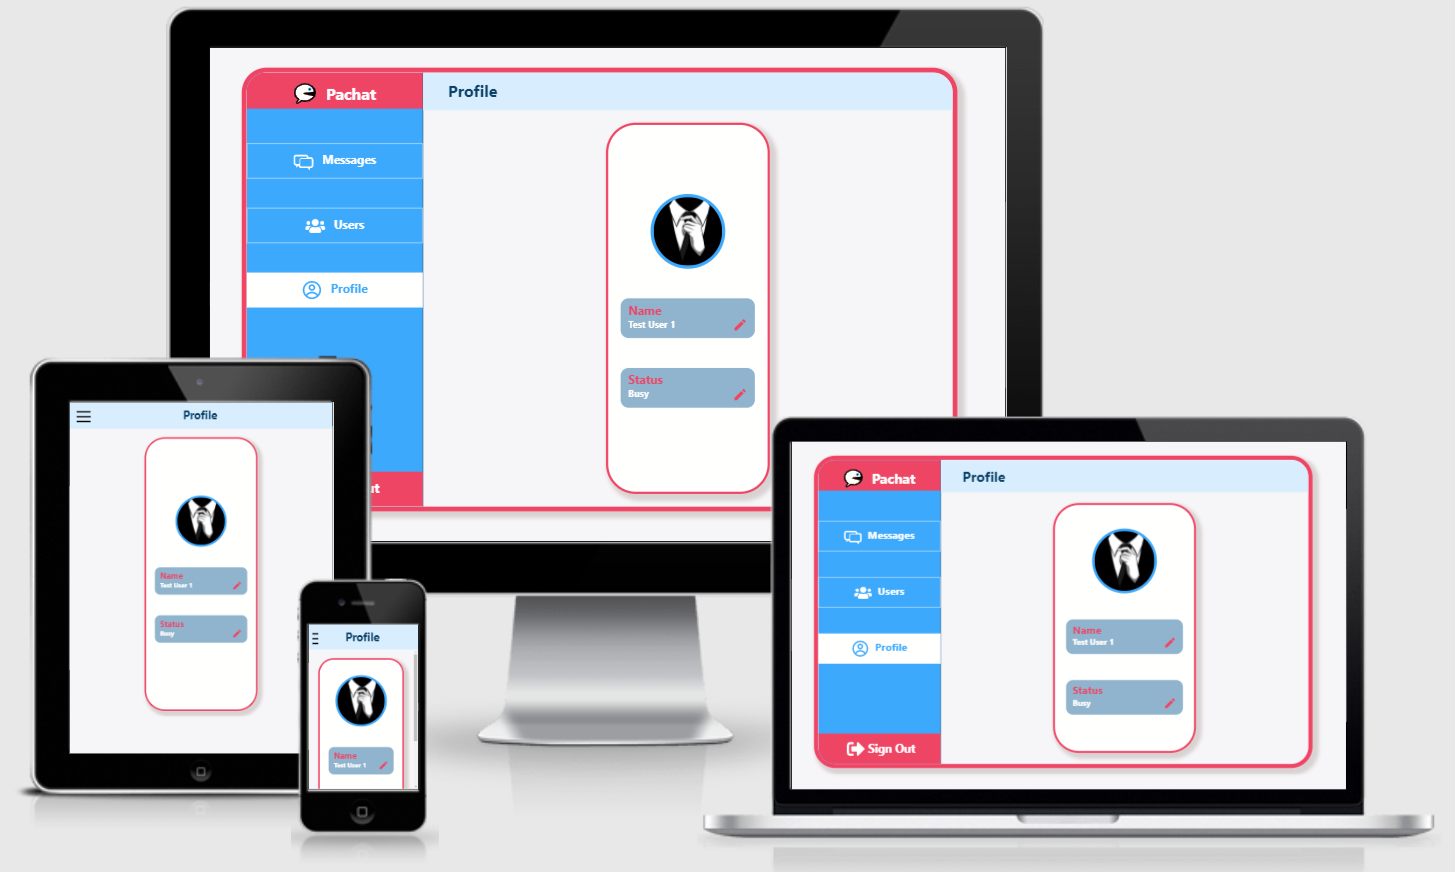 Pachat
Profile
Messages
Users
Profile
Name
Test User 1
Status
Busy
ut
Profile
Name
Test User 1
Status
Busy
Profile
Name
Test User 1
Pachat
Profile
Messages
Users
Profile
Name
Test User 1
Status
Busy
Sign Out